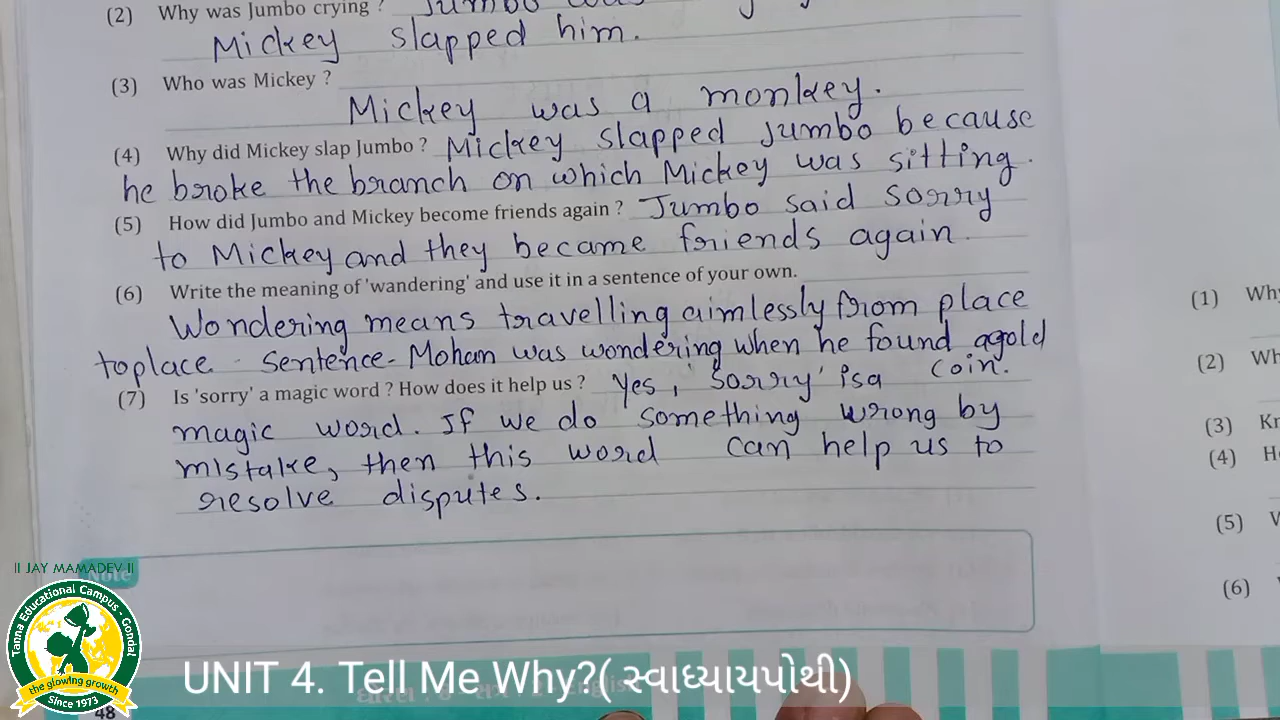 (2) Why was Jumbo crying ? Jumbo was
Mickey slapped him.
(3) Who was Mickey ?
Mickey was a monkey.
(4) Why did Mickey slap Jumbo ? Mickey slapped Jumbo because
he broke the branch on which Mickey was sitting.
(5) How did Jumbo and Mickey become friends again ? Jumbo said sorry
to Mickey and they became friends again.
(6) Write the meaning of 'wandering' and use it in a sentence of your own.
Wondering means travelling aimlessly from place
to place. Sentence- Mohan was wondering when he found a gold
coin.
(7) Is 'sorry' a magic word ? How does it help us ? Yes, 'Sorry' is a
magic word. If we do something wrong by
mistake, then this word can help us to
resolve disputes.
Note
II JAY MAMADEV II
Tanna Educational Campus - Gondal
the growing growth
Since 1973
48
UNIT 4. Tell Me Why?( સ્વાધ્યાયપોથી)
(1) Why
(2) Wh
(3)
(4)
(5)
(6)